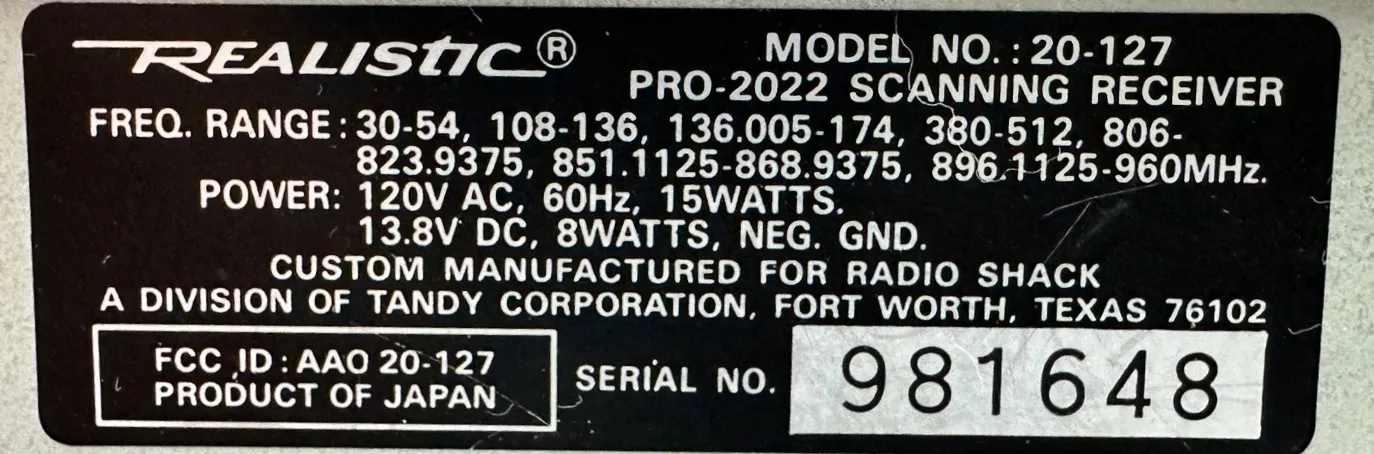 REALISTIC®
MODEL NO.: 20-127
PRO-2022 SCANNING RECEIVER
FREQ. RANGE: 30-54, 108-136, 136.005-174, 380-512, 806-
823.9375, 851.1125-868.9375, 896.1125-960MHz.
POWER: 120V AC, 60Hz, 15WATTS.
13.8V DC, 8WATTS, NEG. GND.
CUSTOM MANUFACTURED FOR RADIO SHACK
A DIVISION OF TANDY CORPORATION, FORT WORTH, TEXAS 76102
FCC ID: AAO 20-127
PRODUCT OF JAPAN
SERIAL NO. 981648